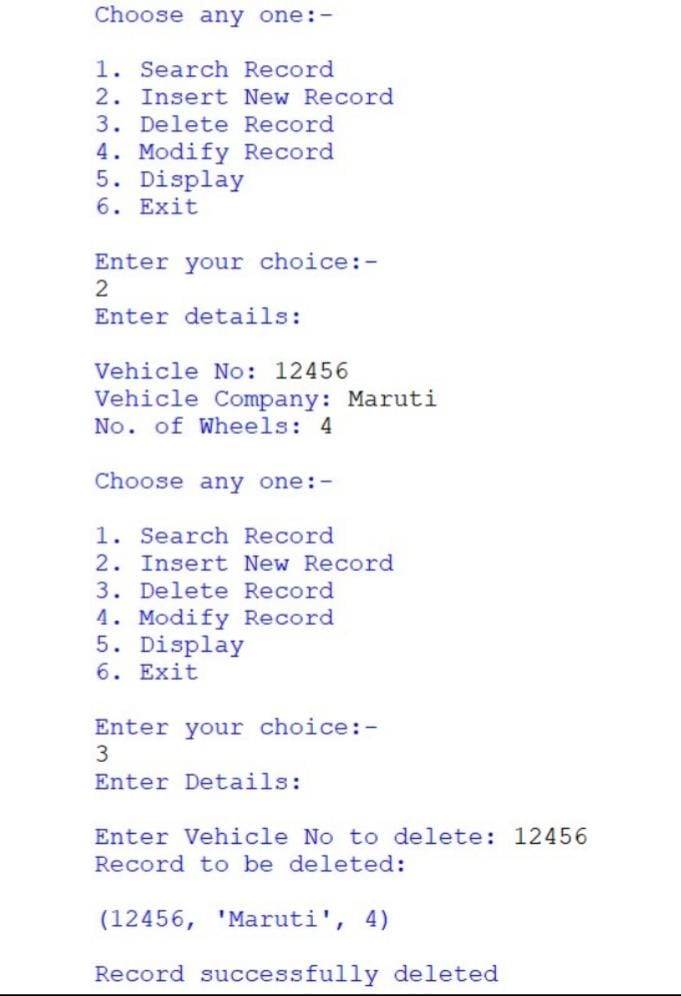 Choose any one:-
1. Search Record
2. Insert New Record
3. Delete Record
4. Modify Record
5. Display
6. Exit
Enter your choice:-
2
Enter details:
Vehicle No: 12456
Vehicle Company: Maruti
No. of Wheels: 4
Choose any one:-
1. Search Record
2. Insert New Record
3. Delete Record
4. Modify Record
5. Display
6. Exit
Enter your choice:-
3
Enter Details:
Enter Vehicle No to delete: 12456
Record to be deleted:
(12456, 'Maruti', 4)
Record successfully deleted